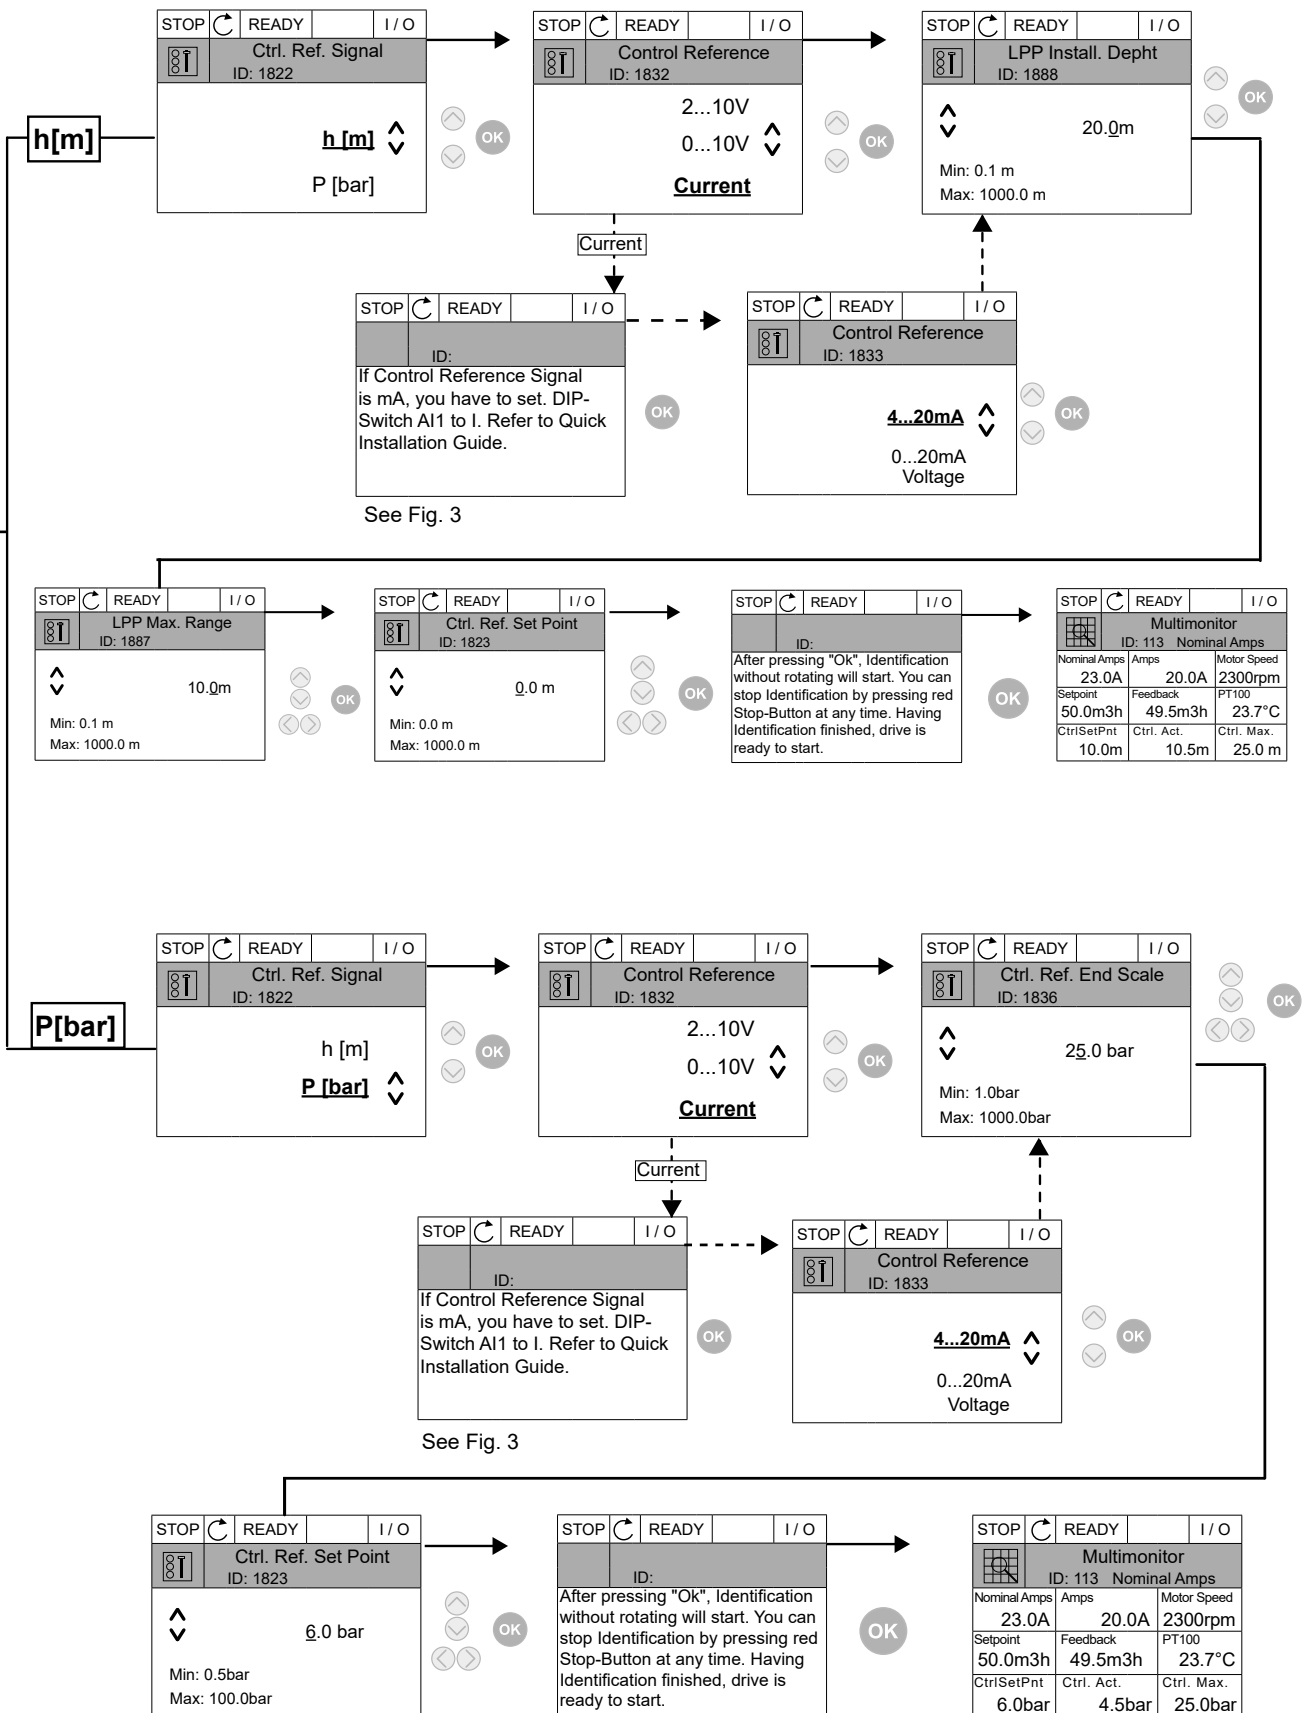 STOP READY I / O
Ctrl. Ref. Signal
ID: 1822
h [m]
P [bar]
OK
STOP READY I / O
Control Reference
ID: 1832
2...10V
0...10V
Current
OK
STOP READY I / O
LPP Install. Depht
ID: 1888
20.0m
Min: 0.1 m
Max: 1000.0 m
OK
h[m]
Current
STOP READY I / O
ID:
If Control Reference Signal
is mA, you have to set. DIP-
Switch AI1 to I. Refer to Quick
Installation Guide.
OK
See Fig. 3
STOP READY I / O
Control Reference
ID: 1833
4...20mA
0...20mA
Voltage
OK
STOP READY I / O
LPP Max. Range
ID: 1887
10.0m
Min: 0.1 m
Max: 1000.0 m
OK
STOP READY I / O
Ctrl. Ref. Set Point
ID: 1823
0.0 m
Min: 0.0 m
Max: 1000.0 m
OK
STOP READY I / O
ID:
After pressing "Ok", Identification
without rotating will start. You can
stop Identification by pressing red
Stop-Button at any time. Having
Identification finished, drive is
ready to start.
OK
STOP READY I / O
Multimonitor
ID: 113 Nominal Amps
Nominal Amps Amps Motor Speed
23.0A 20.0A 2300rpm
Setpoint Feedback PT100
50.0m3h 49.5m3h 23.7°C
CtrlSetPnt Ctrl. Act. Ctrl. Max.
10.0m 10.5m 25.0 m
P[bar]
STOP READY I / O
Ctrl. Ref. Signal
ID: 1822
h [m]
P [bar]
OK
STOP READY I / O
Control Reference
ID: 1832
2...10V
0...10V
Current
OK
STOP READY I / O
Ctrl. Ref. End Scale
ID: 1836
25.0 bar
Min: 1.0bar
Max: 1000.0bar
OK
Current
STOP READY I / O
ID:
If Control Reference Signal
is mA, you have to set. DIP-
Switch AI1 to I. Refer to Quick
Installation Guide.
OK
See Fig. 3
STOP READY I / O
Control Reference
ID: 1833
4...20mA
0...20mA
Voltage
OK
STOP READY I / O
Ctrl. Ref. Set Point
ID: 1823
6.0 bar
Min: 0.5bar
Max: 100.0bar
OK
STOP READY I / O
ID:
After pressing "Ok", Identification
without rotating will start. You can
stop Identification by pressing red
Stop-Button at any time. Having
Identification finished, drive is
ready to start.
OK
STOP READY I / O
Multimonitor
ID: 113 Nominal Amps
Nominal Amps Amps Motor Speed
23.0A 20.0A 2300rpm
Setpoint Feedback PT100
50.0m3h 49.5m3h 23.7°C
CtrlSetPnt Ctrl. Act. Ctrl. Max.
6.0bar 4.5bar 25.0bar